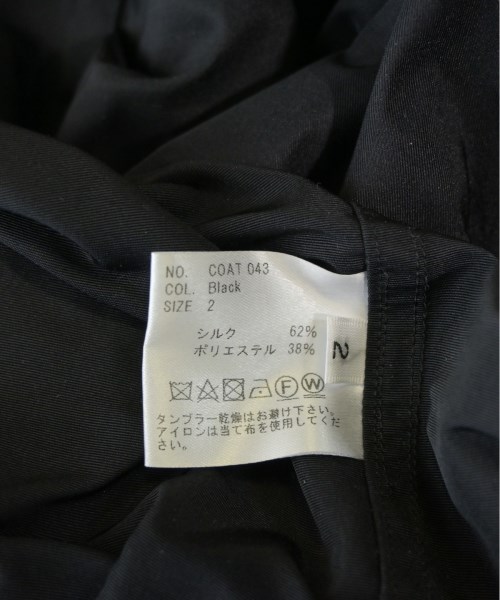 NO. COAT 043
COL. Black
SIZE 2
シルク 62%
ポリエステル 38%
2
F W
タンブラー乾燥はお避け下さい。
アイロンは当て布を使用してくだ
さい。